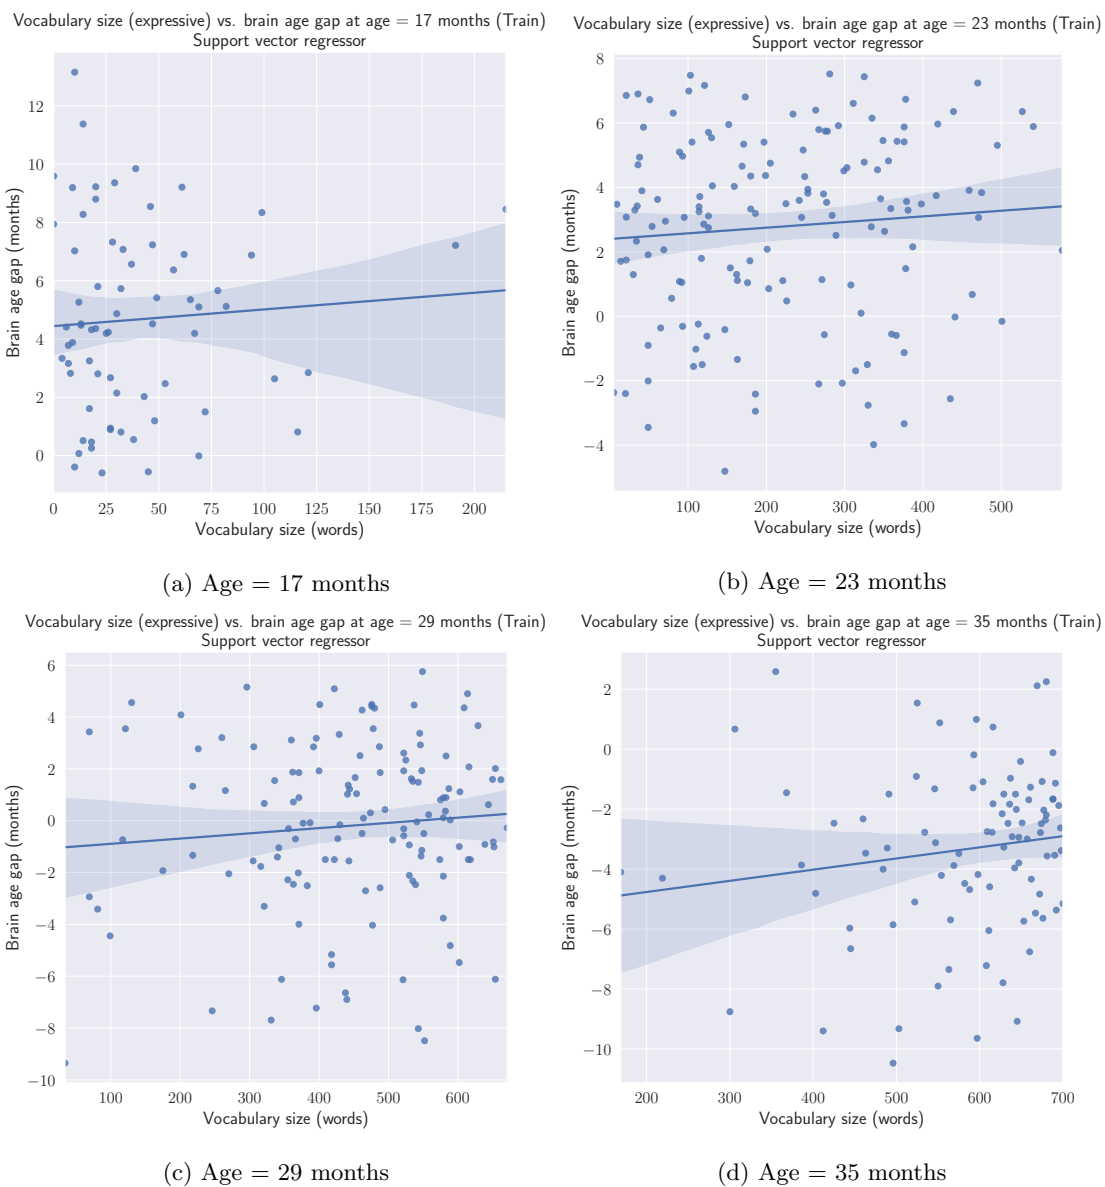 Vocabulary size (expressive) vs. brain age gap at age = 17 months (Train)
Support vector regressor
12
10
8
6
4
2
0
Brain age gap (months)
0 25 50 75 100 125 150 175 200
Vocabulary size (words)
(a) Age = 17 months
Vocabulary size (expressive) vs. brain age gap at age = 23 months (Train)
Support vector regressor
8
6
4
2
0
−2
−4
Brain age gap (months)
100 200 300 400 500
Vocabulary size (words)
(b) Age = 23 months
Vocabulary size (expressive) vs. brain age gap at age = 29 months (Train)
Support vector regressor
6
4
2
0
−2
−4
−6
−8
−10
Brain age gap (months)
100 200 300 400 500 600
Vocabulary size (words)
(c) Age = 29 months
Vocabulary size (expressive) vs. brain age gap at age = 35 months (Train)
Support vector regressor
2
0
−2
−4
−6
−8
−10
Brain age gap (months)
200 300 400 500 600 700
Vocabulary size (words)
(d) Age = 35 months